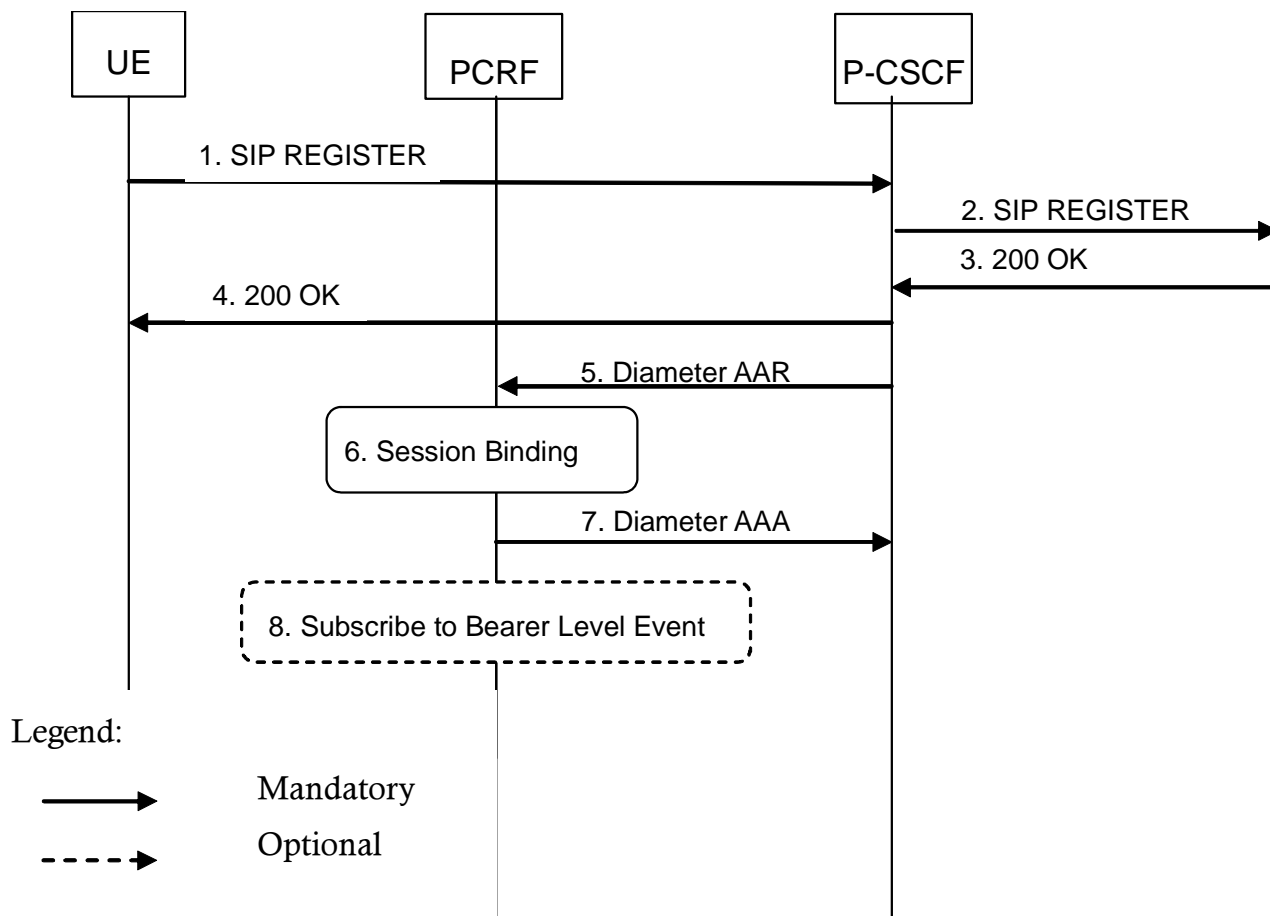 UE
PCRF
P-CSCF
1. SIP REGISTER
2. SIP REGISTER
3. 200 OK
4. 200 OK
5. Diameter AAR
6. Session Binding
7. Diameter AAA
8. Subscribe to Bearer Level Event
Legend:
Mandatory
Optional